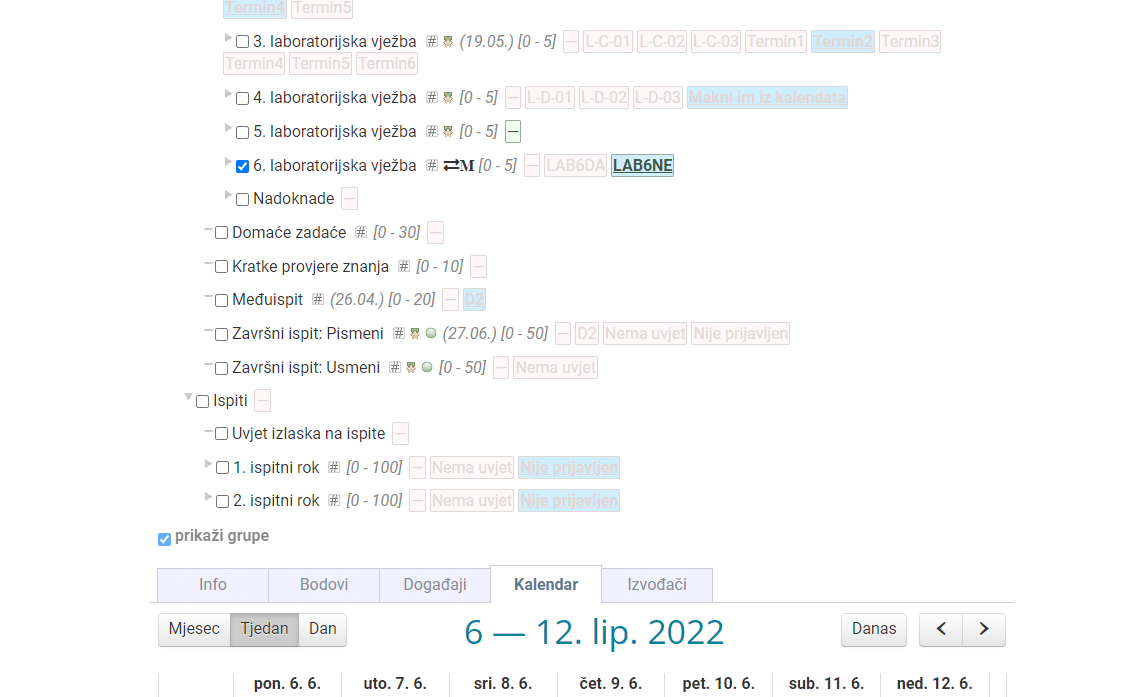 Termin4 Termin5
3. laboratorijska vježba # (19.05.) [0 - 5] — L-C-01 L-C-02 L-C-03 Termin1 Termin2 Termin3
Termin4 Termin5 Termin6
4. laboratorijska vježba # [0 - 5] — L-D-01 L-D-02 L-D-03 Makni im iz kalendata
5. laboratorijska vježba # [0 - 5] —
6. laboratorijska vježba # ⇄M [0 - 5] — LAB6DA LAB6NE
Nadoknade —
Domaće zadaće # [0 - 30] —
Kratke provjere znanja # [0 - 10] —
Međuispit # (26.04.) [0 - 20] — D2
Završni ispit: Pismeni # (27.06.) [0 - 50] — D2 Nema uvjet Nije prijavljen
Završni ispit: Usmeni # [0 - 50] — Nema uvjet
Ispiti —
Uvjet izlaska na ispite —
1. ispitni rok # [0 - 100] — Nema uvjet Nije prijavljen
2. ispitni rok # [0 - 100] — Nema uvjet Nije prijavljen
prikaži grupe
Info Bodovi Događaji Kalendar Izvođači
Mjesec Tjedan Dan 6 — 12. lip. 2022 Danas
pon. 6. 6. uto. 7. 6. sri. 8. 6. čet. 9. 6. pet. 10. 6. sub. 11. 6. ned. 12. 6.